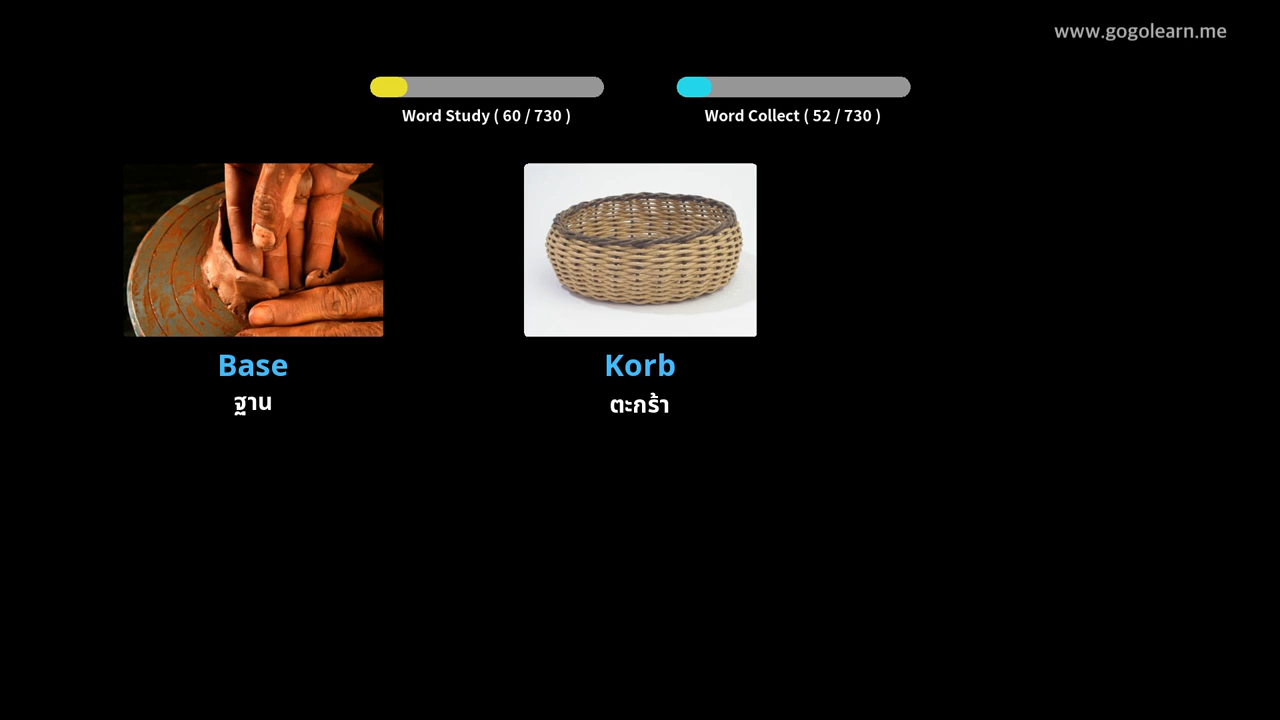 www.gogolearn.me
Word Study ( 60 / 730 )
Word Collect ( 52 / 730 )
Base
ฐาน
Korb
ตะกร้า